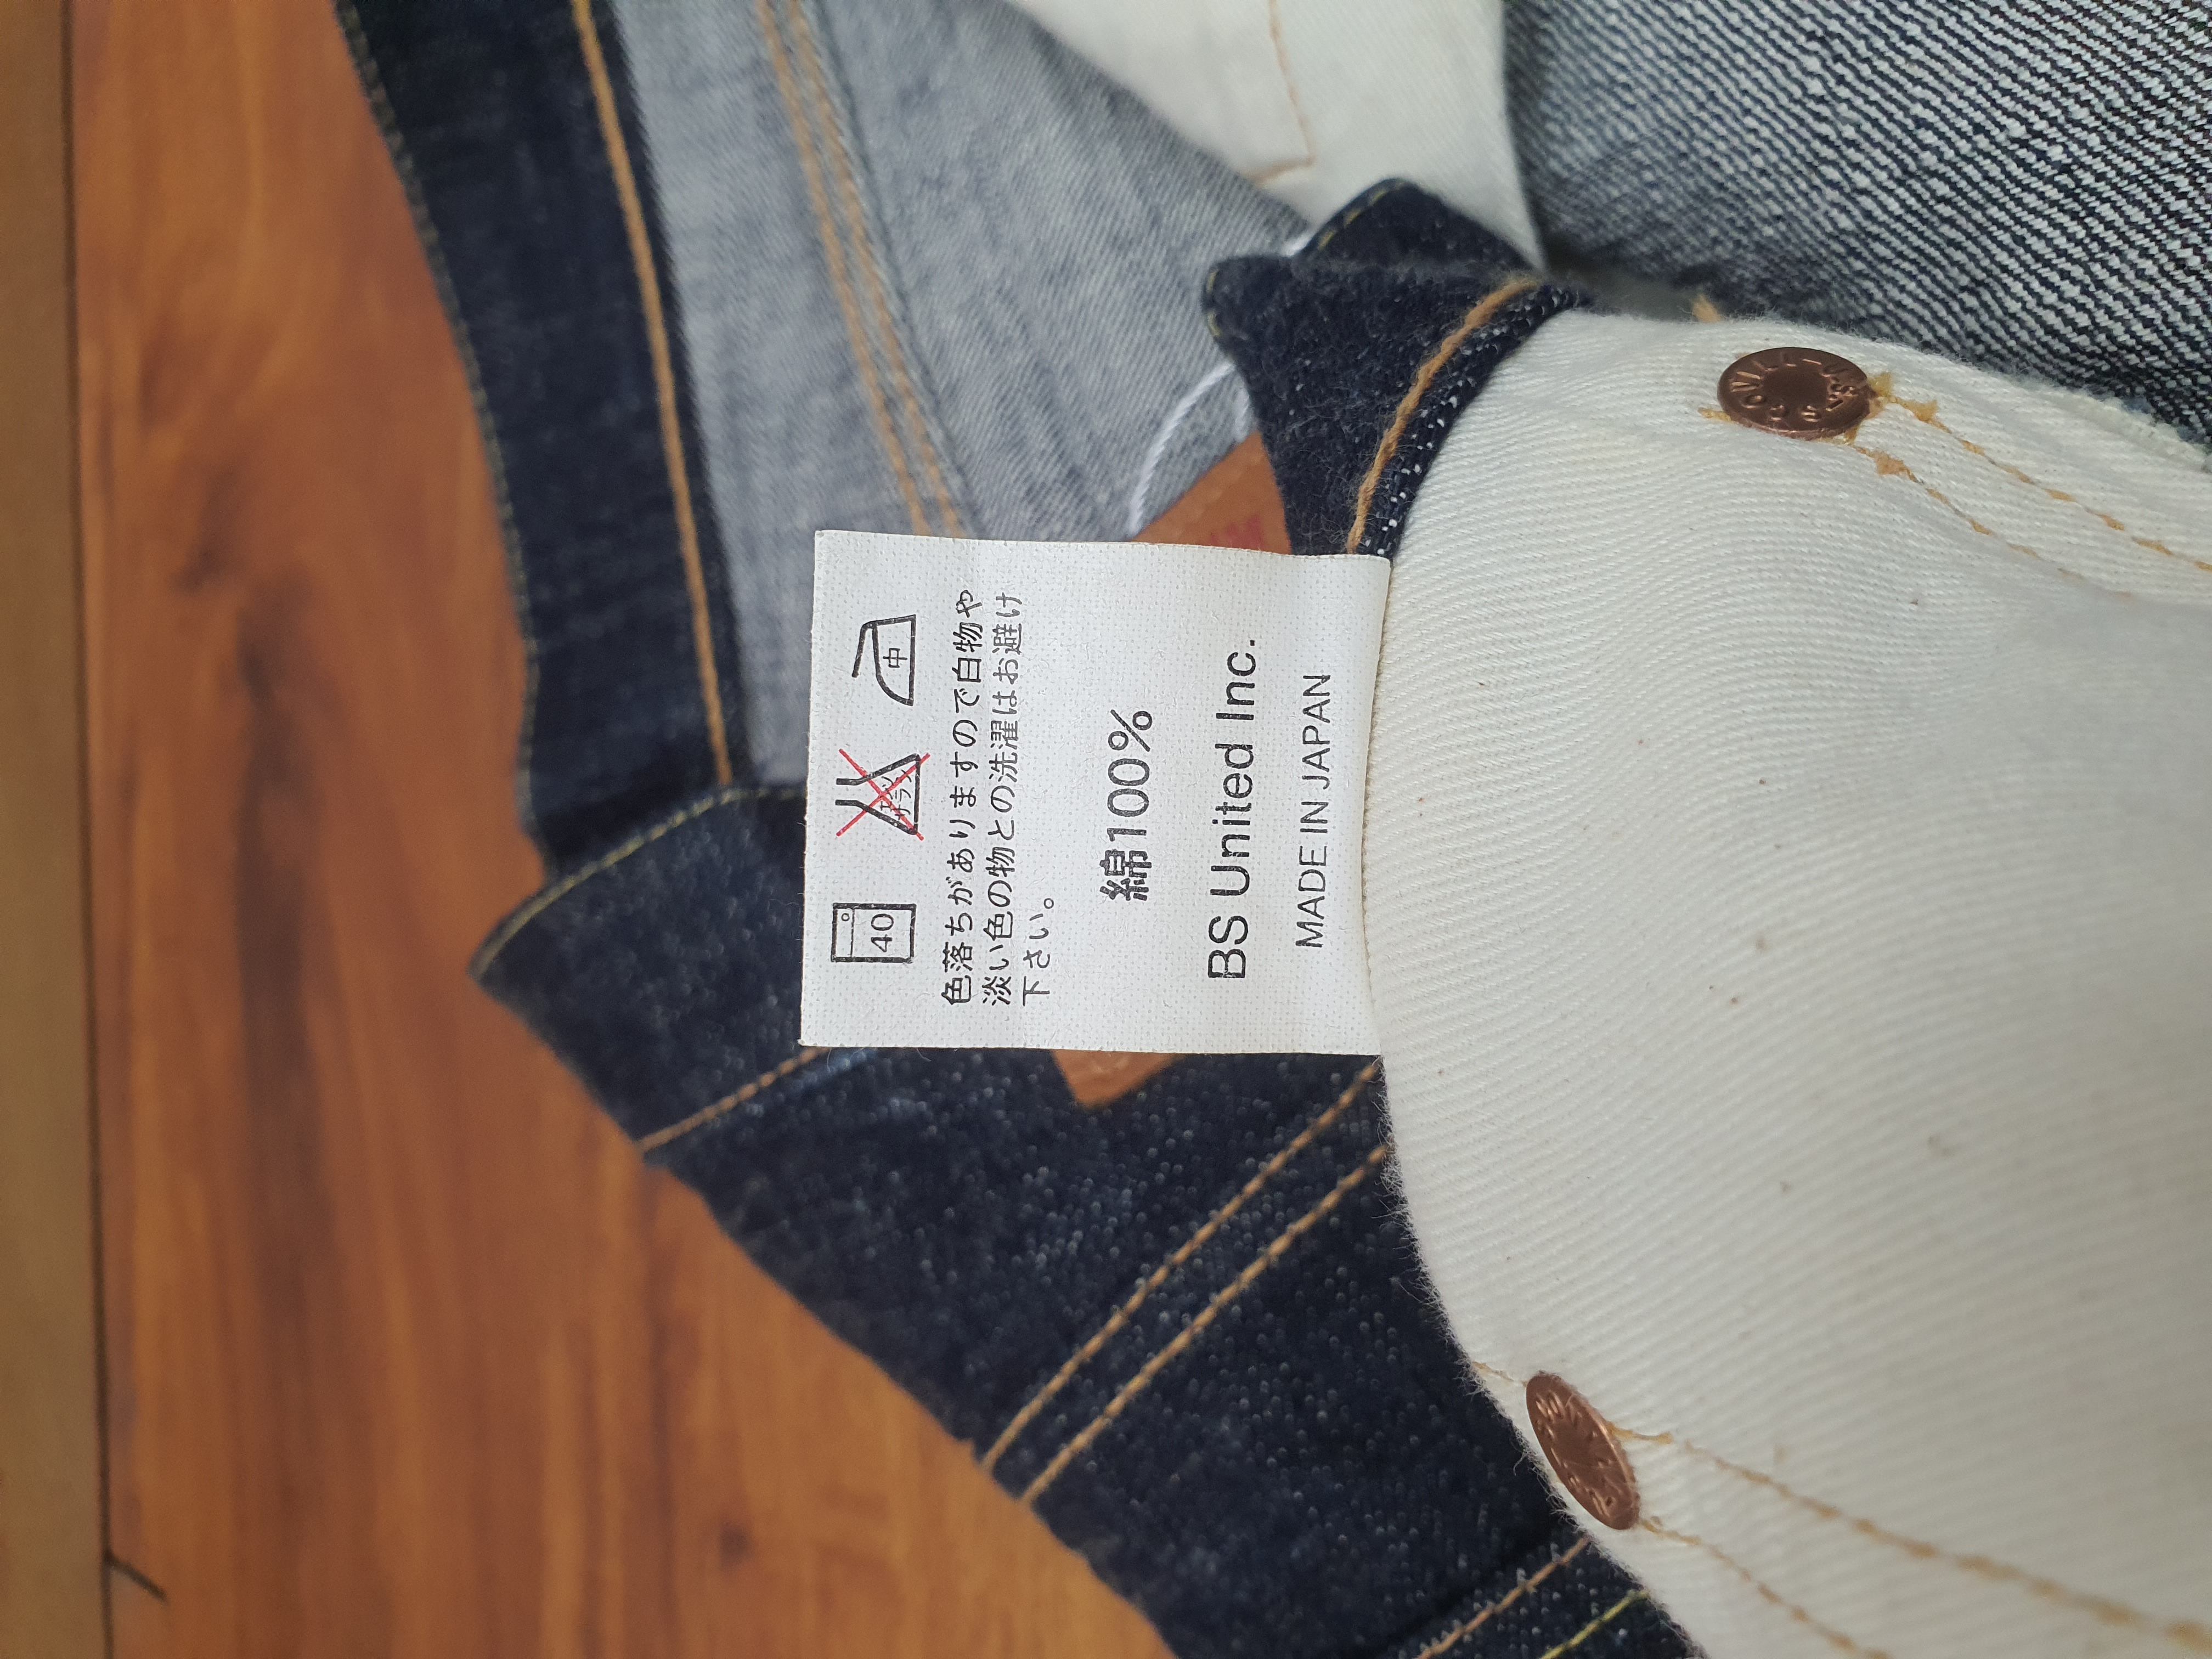 40
中
色落ちがありますので白物や
淡い色の物との洗濯はお避け
下さい。
綿100%
BS United Inc.
MADE IN JAPAN
SCOVILL